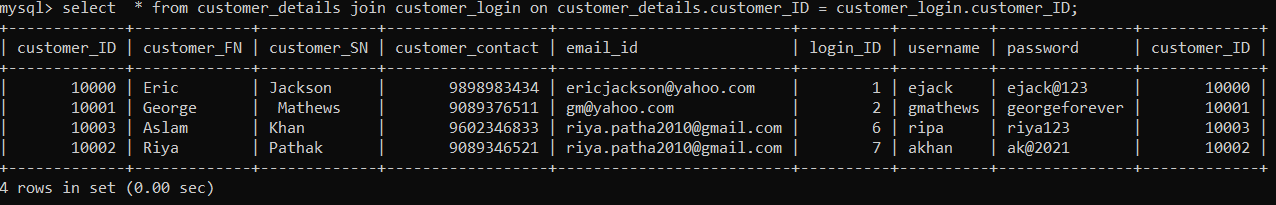 mysql> select  * from customer_details join customer_login on customer_details.customer_ID = customer_login.customer_ID;
+-------------+-------------+-------------+------------------+--------------------------+----------+----------+---------------+-------------+
| customer_ID | customer_FN | customer_SN | customer_contact | email_id                 | login_ID | username | password      | customer_ID |
+-------------+-------------+-------------+------------------+--------------------------+----------+----------+---------------+-------------+
|       10000 | Eric        | Jackson     |       9898983434 | ericjackson@yahoo.com    |        1 | ejack    | ejack@123     |       10000 |
|       10001 | George      |  Mathews    |       9089376511 | gm@yahoo.com             |        2 | gmathews | georgeforever |       10001 |
|       10003 | Aslam       | Khan        |       9602346833 | riya.patha2010@gmail.com |        6 | ripa     | riya123       |       10003 |
|       10002 | Riya        | Pathak      |       9089346521 | riya.patha2010@gmail.com |        7 | akhan    | ak@2021       |       10002 |
+-------------+-------------+-------------+------------------+--------------------------+----------+----------+---------------+-------------+
4 rows in set (0.00 sec)